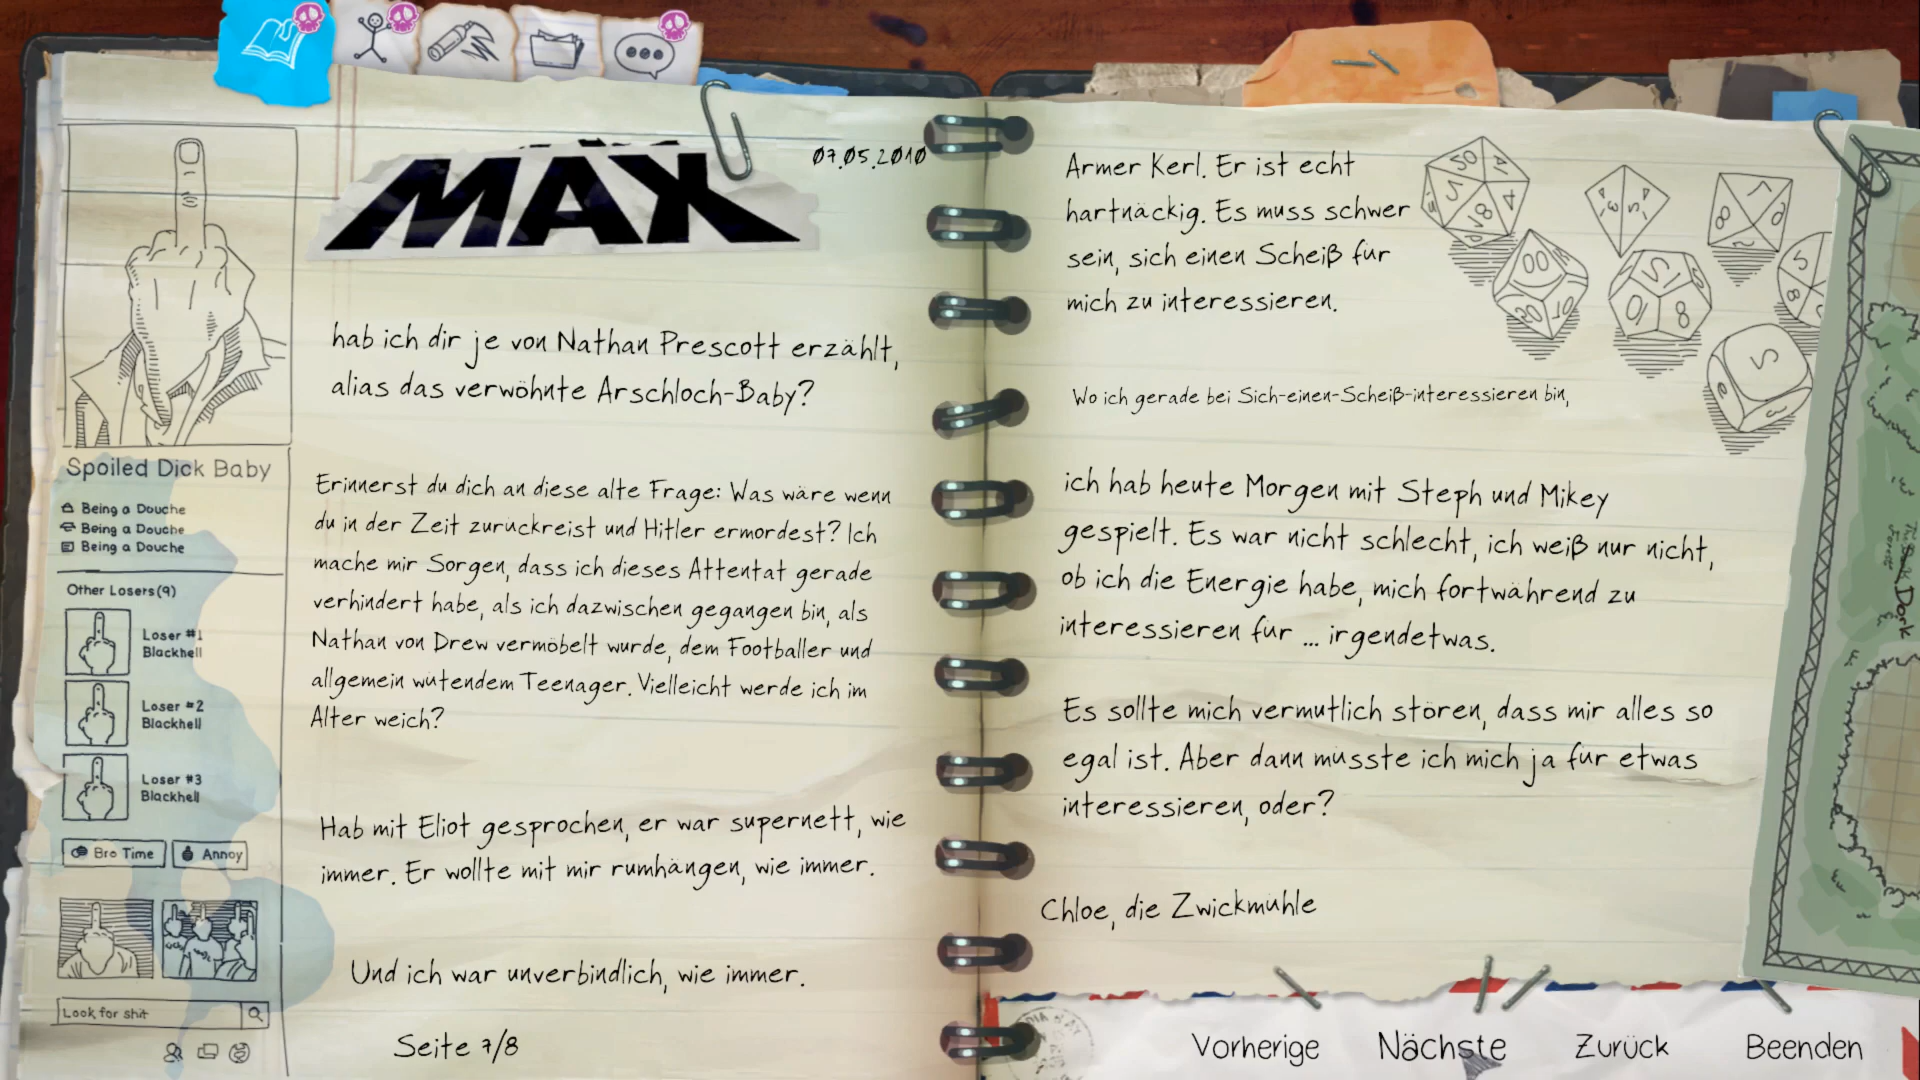 MAX
07.05.2010
hab ich dir je von Nathan Prescott erzählt,
alias das verwöhnte Arschloch-Baby?
Spoiled Dick Baby
Being a Douche
Being a Douche
Being a Douche
Other Losers(9)
Loser #1
Blackhell
Loser #2
Blackhell
Loser #3
Blackhell
Bro Time
Annoy
Look for shit
Erinnerst du dich an diese alte Frage: Was wäre wenn
du in der Zeit zurückreist und Hitler ermordest? Ich
mache mir Sorgen, dass ich dieses Attentat gerade
verhindert habe, als ich dazwischen gegangen bin, als
Nathan von Drew vermöbelt wurde, dem Footballer und
allgemein wütendem Teenager. Vielleicht werde ich im
Alter weich?
Hab mit Eliot gesprochen, er war supernett, wie
immer. Er wollte mit mir rumhängen, wie immer.
Und ich war unverbindlich, wie immer.
Seite 7/8
Armer Kerl. Er ist echt
hartnäckig. Es muss schwer
sein, sich einen Scheiß für
mich zu interessieren.
Wo ich gerade bei Sich-einen-Scheiß-interessieren bin,
ich hab heute Morgen mit Steph und Mikey
gespielt. Es war nicht schlecht, ich weiß nur nicht,
ob ich die Energie habe, mich fortwährend zu
interessieren für ... irgendetwas.
Es sollte mich vermutlich stören, dass mir alles so
egal ist. Aber dann müsste ich mich ja für etwas
interessieren, oder?
Chloe, die Zwickmühle
Vorherige
Nächste
Zurück
Beenden